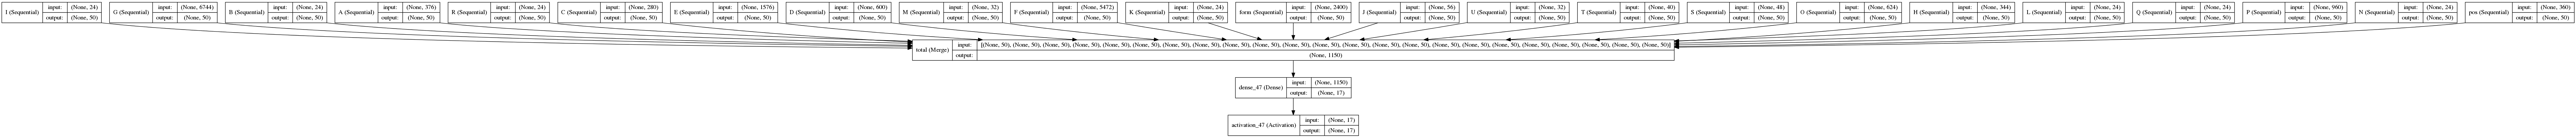 I (Sequential)
input: (None, 24)
output: (None, 50)
G (Sequential)
input: (None, 6744)
output: (None, 50)
B (Sequential)
input: (None, 24)
output: (None, 50)
A (Sequential)
input: (None, 376)
output: (None, 50)
R (Sequential)
input: (None, 24)
output: (None, 50)
C (Sequential)
input: (None, 280)
output: (None, 50)
E (Sequential)
input: (None, 1576)
output: (None, 50)
D (Sequential)
input: (None, 600)
output: (None, 50)
M (Sequential)
input: (None, 32)
output: (None, 50)
F (Sequential)
input: (None, 5472)
output: (None, 50)
K (Sequential)
input: (None, 24)
output: (None, 50)
form (Sequential)
input: (None, 2400)
output: (None, 50)
J (Sequential)
input: (None, 56)
output: (None, 50)
U (Sequential)
input: (None, 32)
output: (None, 50)
T (Sequential)
input: (None, 40)
output: (None, 50)
S (Sequential)
input: (None, 48)
output: (None, 50)
O (Sequential)
input: (None, 624)
output: (None, 50)
H (Sequential)
input: (None, 344)
output: (None, 50)
L (Sequential)
input: (None, 24)
output: (None, 50)
Q (Sequential)
input: (None, 24)
output: (None, 50)
P (Sequential)
input: (None, 960)
output: (None, 50)
N (Sequential)
input: (None, 24)
output: (None, 50)
pos (Sequential)
input: (None, 360)
output: (None, 50)
total (Merge)
input: [(None, 50), (None, 50), (None, 50), (None, 50), (None, 50), (None, 50), (None, 50), (None, 50), (None, 50), (None, 50), (None, 50), (None, 50), (None, 50), (None, 50), (None, 50), (None, 50), (None, 50), (None, 50), (None, 50), (None, 50), (None, 50), (None, 50), (None, 50)]
output: (None, 1150)
dense_47 (Dense)
input: (None, 1150)
output: (None, 17)
activation_47 (Activation)
input: (None, 17)
output: (None, 17)